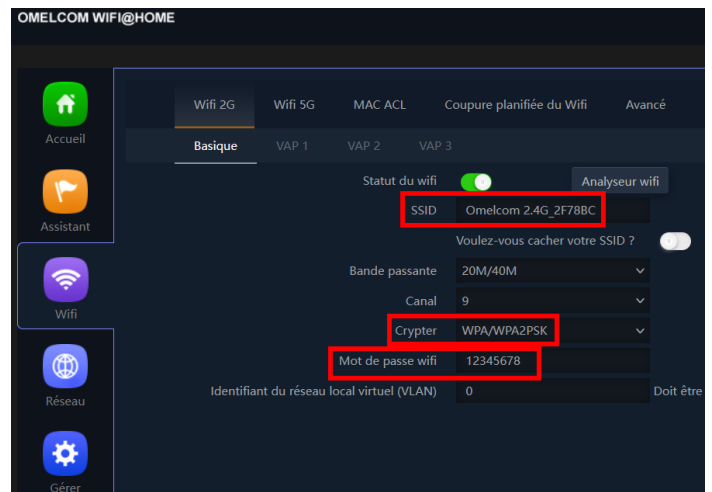 OMELCOM WIFI@HOME
Accueil
Assistant
Wifi
Réseau
Gérer
Wifi 2G Wifi 5G MAC ACL Coupure planifiée du Wifi Avancé
Basique VAP 1 VAP 2 VAP 3
Statut du wifi Analyseur wifi
SSID Omelcom 2.4G_2F78BC
Voulez-vous cacher votre SSID ?
Bande passante 20M/40M
Canal 9
Crypter WPA/WPA2PSK
Mot de passe wifi 12345678
Identifiant du réseau local virtuel (VLAN) 0 Doit être